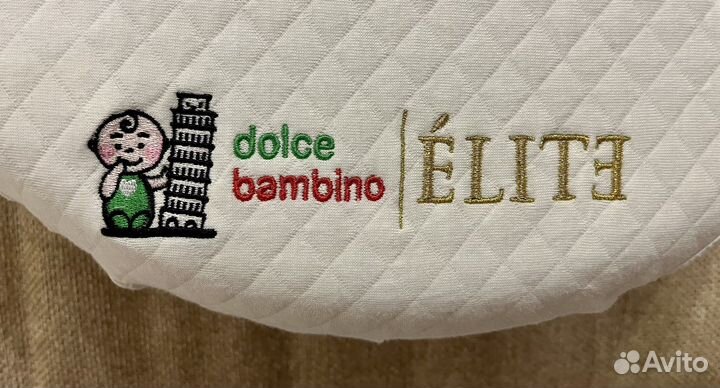 dolce
bambino
ÉLITE
Avito